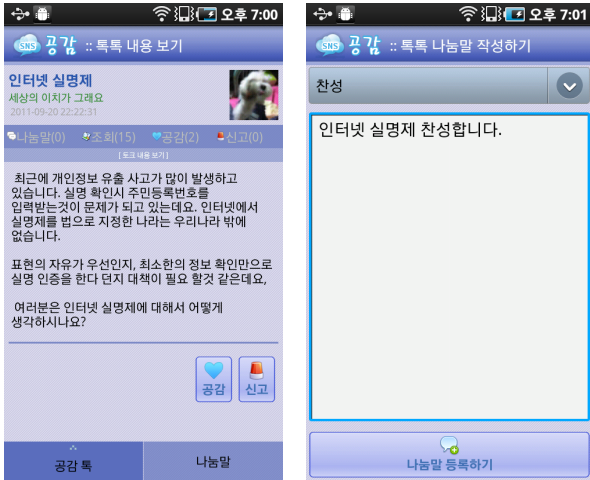 오후 7:00
SNS 공감 :: 톡톡 내용 보기
인터넷 실명제
세상의 이치가 그래요
2011-09-20 22:22:31
나눔말(0) 조회(15) 공감(2) 신고(0)
[토크 내용 보기]
최근에 개인정보 유출 사고가 많이 발생하고
있습니다. 실명 확인시 주민등록번호를
입력받는것이 문제가 되고 있는데요. 인터넷에서
실명제를 법으로 지정한 나라는 우리나라 밖에
없습니다.
표현의 자유가 우선인지, 최소한의 정보 확인만으로
실명 인증을 한다 던지 대책이 필요 할것 같은데요,
여러분은 인터넷 실명제에 대해서 어떻게
생각하시나요?
공감 신고
공감 톡 나눔말
오후 7:01
SNS 공감 :: 톡톡 나눔말 작성하기
찬성
인터넷 실명제 찬성합니다.
나눔말 등록하기